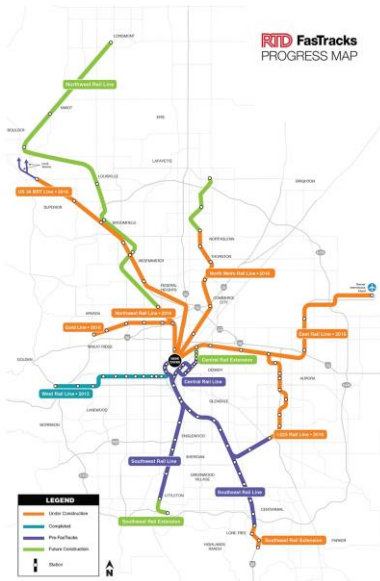 RTD FasTracks
PROGRESS MAP
LONGMONT
Northwest Rail Line
NIWOT
ERIE
BOULDER
LAFAYETTE
BRIGHTON
LOUISVILLE
US 36 BRT Line • 2016
SUPERIOR
BROOMFIELD
NORTHGLENN
WESTMINSTER
THORNTON
North Metro Rail Line • 2018
FEDERAL
HEIGHTS
COMMERCE
CITY
Northwest Rail Line • 2016
ARVADA
Gold Line • 2016
East Rail Line • 2016
WHEAT RIDGE
GOLDEN
Central Rail Extension
DENVER
Central Rail Line
AURORA
West Rail Line • 2013
LAKEWOOD
GLENDALE
MORRISON
I-225 Rail Line • 2016
ENGLEWOOD
Southwest Rail Line
SHERIDAN
GREENWOOD
VILLAGE
Southeast Rail Line
LITTLETON
CENTENNIAL
Southwest Rail Extension
LONE TREE
Southeast Rail Extension
PARKER
HIGHLANDS
RANCH
LEGEND
Under Construction
Completed
Pre-FasTracks
Future Construction
Station
N